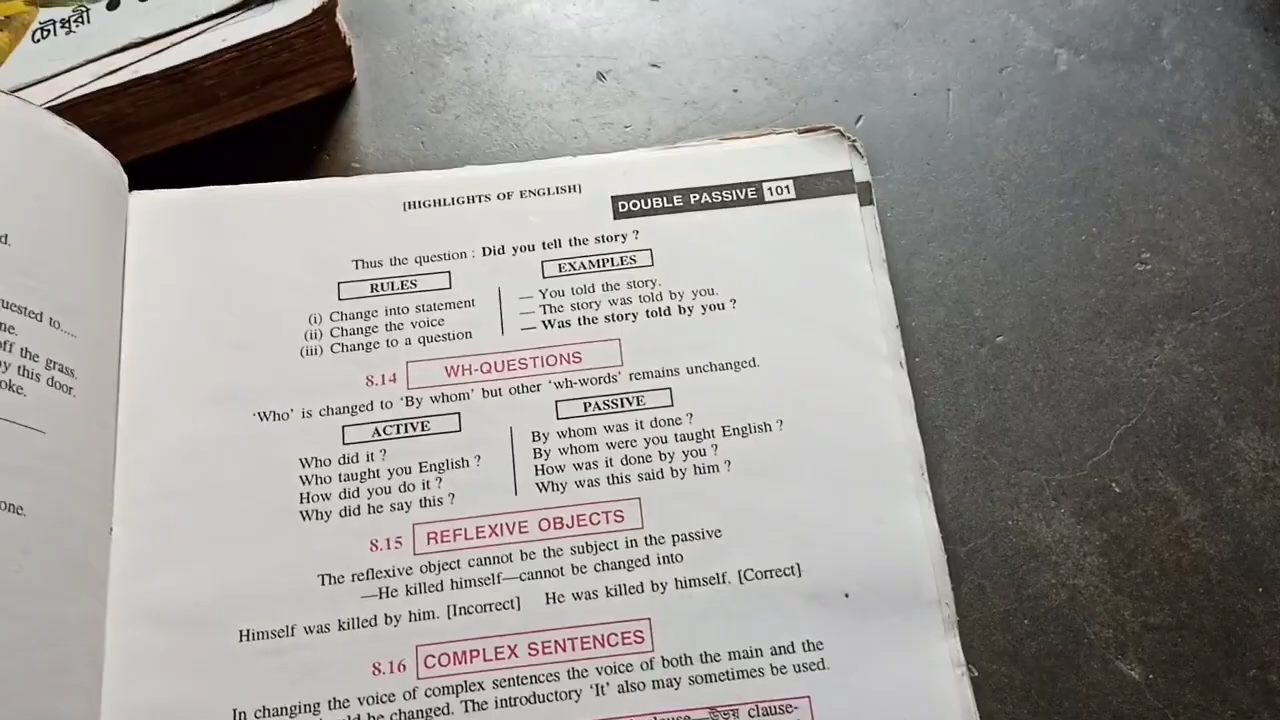 চৌধুরী
d.
uested to.....
ne.
off the grass.
y this door.
oke.
one.
[HIGHLIGHTS OF ENGLISH]
DOUBLE PASSIVE 101
Thus the question : Did you tell the story ?
RULES
(i) Change into statement
(ii) Change the voice
(iii) Change to a question
EXAMPLES
— You told the story.
— The story was told by you.
— Was the story told by you ?
8.14 WH-QUESTIONS
'Who' is changed to 'By whom' but other 'wh-words' remains unchanged.
ACTIVE
Who did it ?
Who taught you English ?
How did you do it ?
Why did he say this ?
PASSIVE
By whom was it done ?
By whom were you taught English ?
How was it done by you ?
Why was this said by him ?
8.15 REFLEXIVE OBJECTS
The reflexive object cannot be the subject in the passive
—He killed himself—cannot be changed into
Himself was killed by him. [Incorrect] He was killed by himself. [Correct]
8.16 COMPLEX SENTENCES
In changing the voice of complex sentences the voice of both the main and the
be changed. The introductory 'It' also may sometimes be used.
clause—উভয় clause-